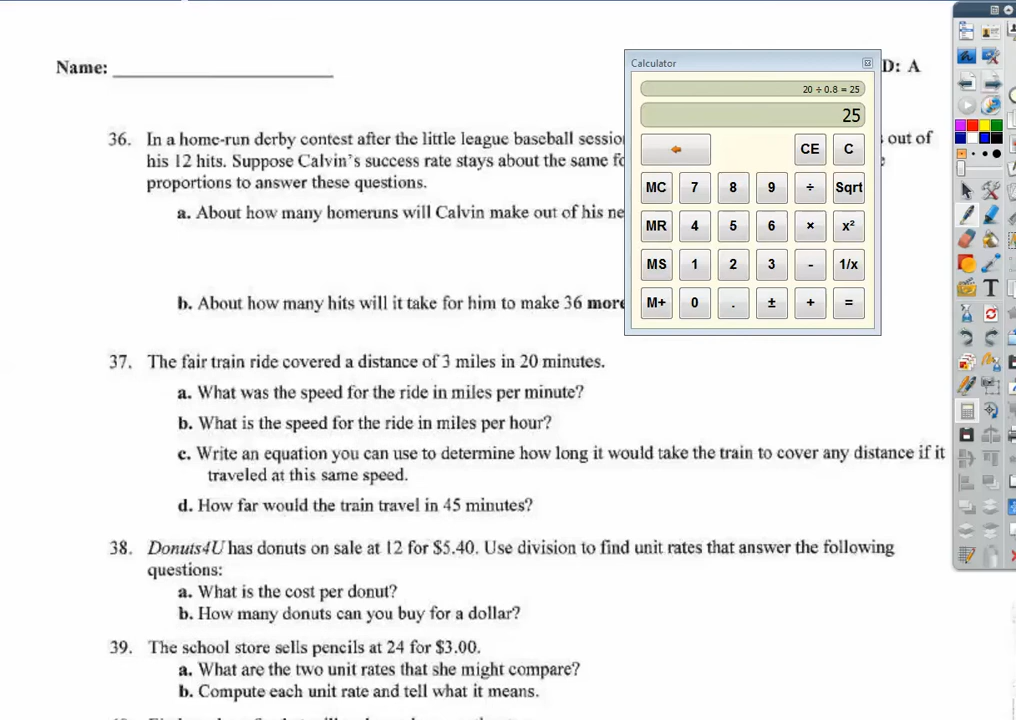 Name: ____________________
D: A
36. In a home-run derby contest after the little league baseball
out of
his 12 hits. Suppose Calvin's success rate stays about the same
proportions to answer these questions.
a. About how many homeruns will Calvin make out of his
b. About how many hits will it take for him to make 36 more
37. The fair train ride covered a distance of 3 miles in 20 minutes.
a. What was the speed for the ride in miles per minute?
b. What is the speed for the ride in miles per hour?
c. Write an equation you can use to determine how long it would take the train to cover any distance if it
traveled at this same speed.
d. How far would the train travel in 45 minutes?
38. Donuts4U has donuts on sale at 12 for $5.40. Use division to find unit rates that answer the following
questions:
a. What is the cost per donut?
b. How many donuts can you buy for a dollar?
39. The school store sells pencils at 24 for $3.00.
a. What are the two unit rates that she might compare?
b. Compute each unit rate and tell what it means.
Calculator
20 ÷ 0.8 = 25
25
CE C
MC 7 8 9 ÷ Sqrt
MR 4 5 6 × x²
MS 1 2 3 - 1/x
M+ 0 . ± + =
T